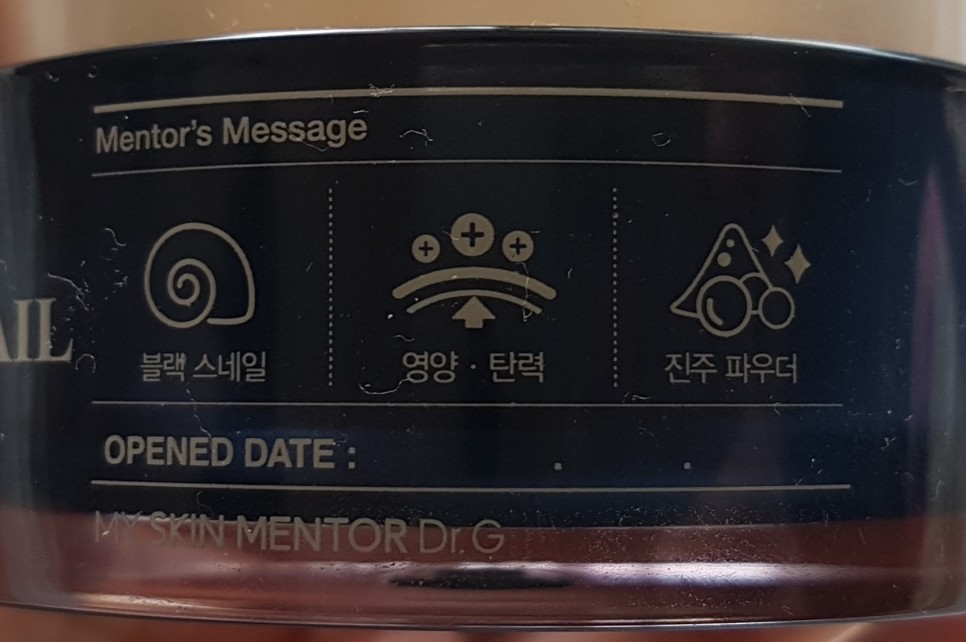 Mentor's Message
AIL
블랙 스네일
영양 · 탄력
진주 파우더
OPENED DATE : . .
MY SKIN MENTOR Dr.G